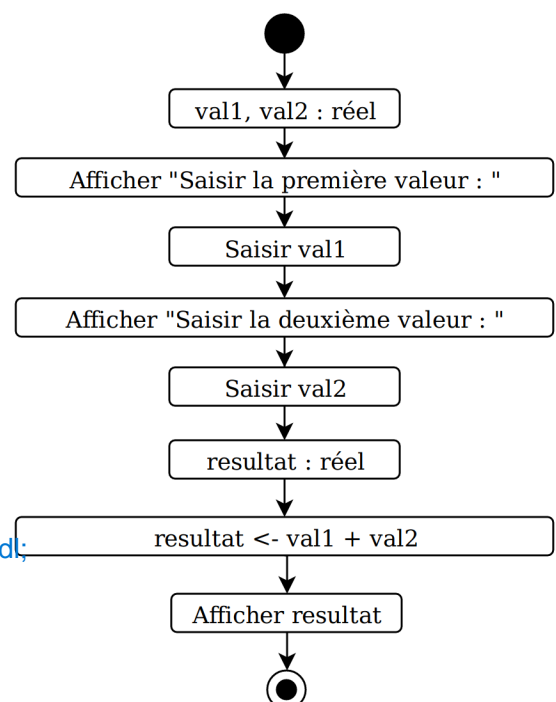 val1, val2 : réel
Afficher "Saisir la première valeur : "
Saisir val1
Afficher "Saisir la deuxième valeur : "
Saisir val2
resultat : réel
resultat <- val1 + val2
dl;
Afficher resultat